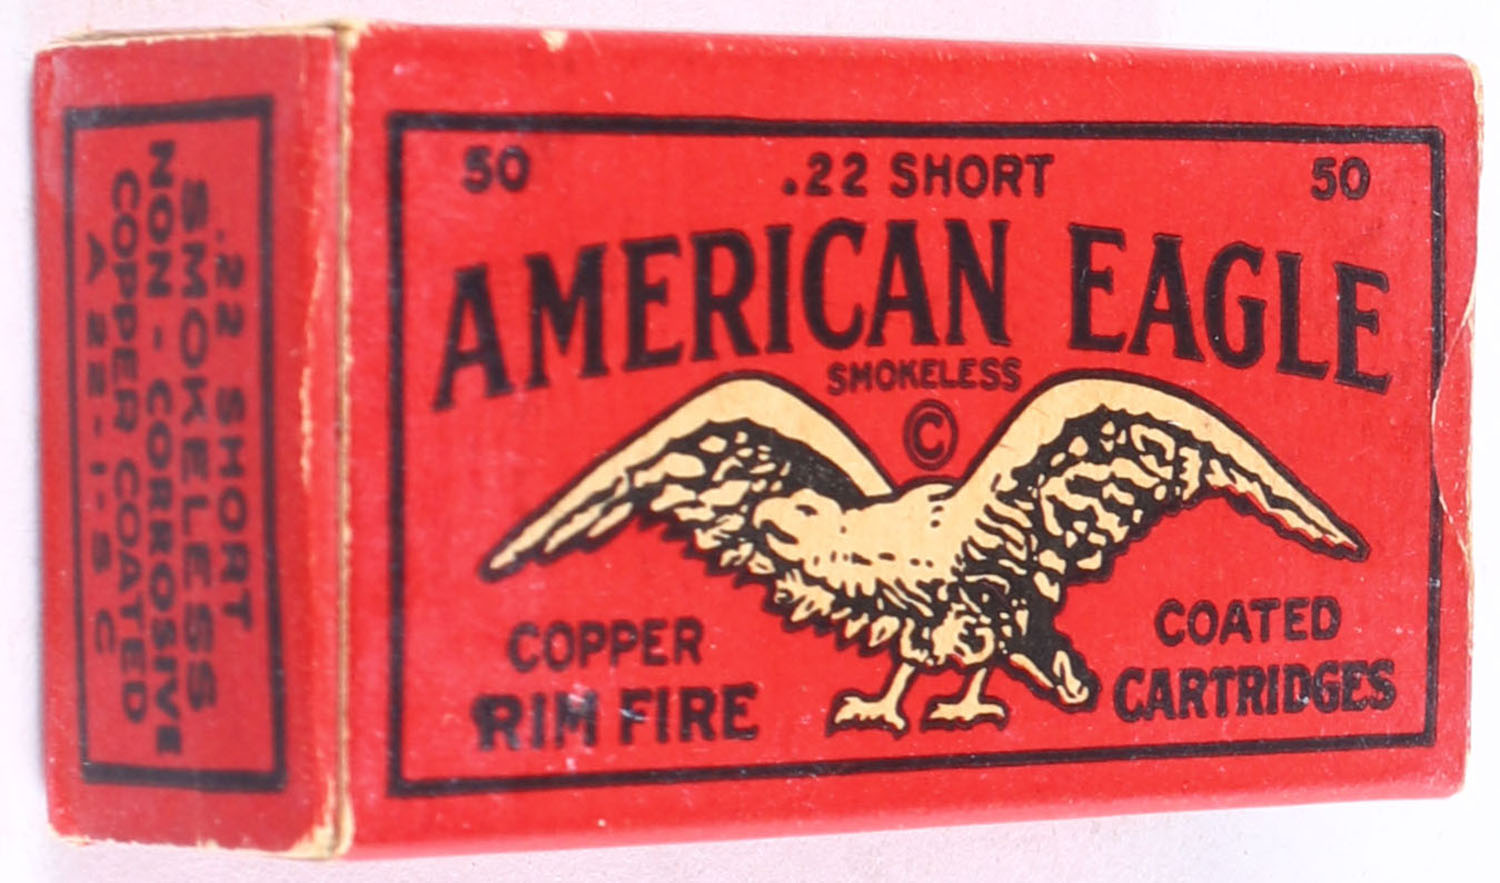 50 .22 SHORT 50
AMERICAN EAGLE
SMOKELESS
©
COPPER COATED
RIM FIRE CARTRIDGES
.22 SHORT
SMOKELESS
NON - CORROSIVE
COPPER COATED
A 22-1-S C